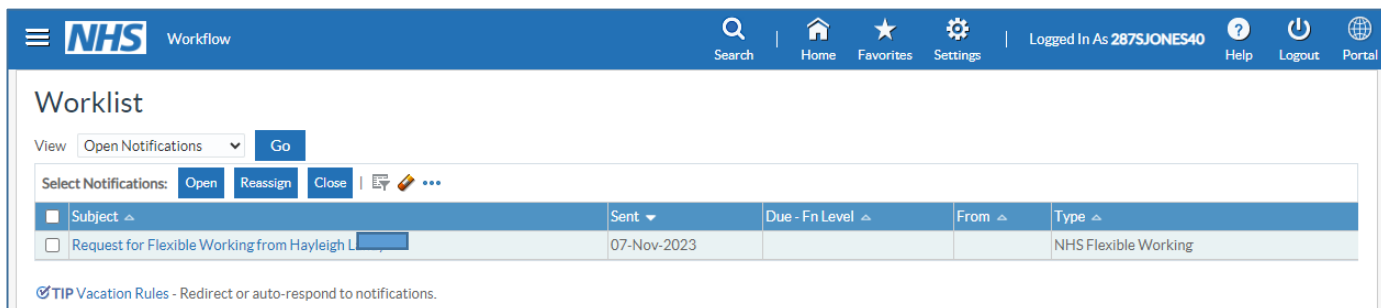 NHS Workflow Search Home Favorites Settings Logged In As 287SJONES40 Help Logout Portal
Worklist
View Open Notifications Go
Select Notifications: Open Reassign Close
Subject Sent Due - Fn Level From Type
Request for Flexible Working from Hayleigh 07-Nov-2023 NHS Flexible Working
TIP Vacation Rules - Redirect or auto-respond to notifications.